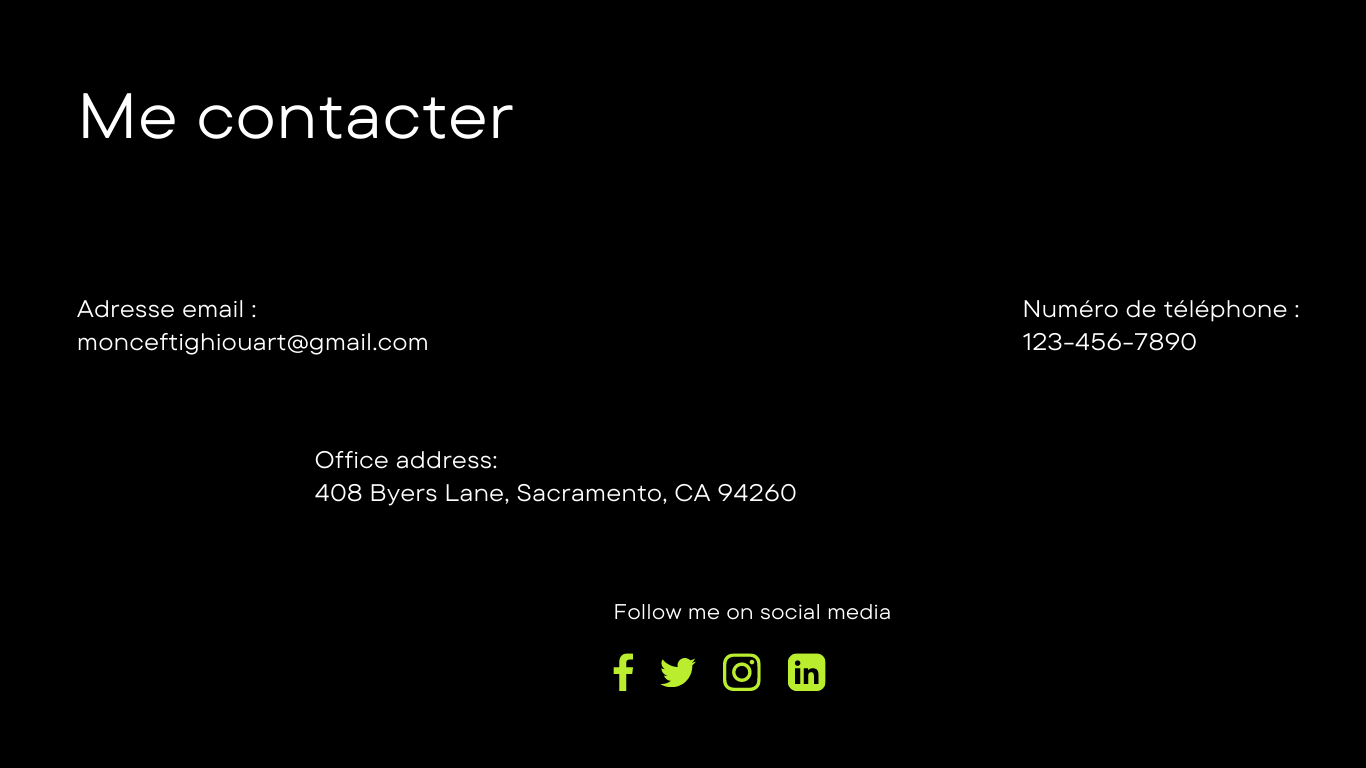 Me contacter
Adresse email :
monceftighiouart@gmail.com
Numéro de téléphone :
123-456-7890
Office address:
408 Byers Lane, Sacramento, CA 94260
Follow me on social media